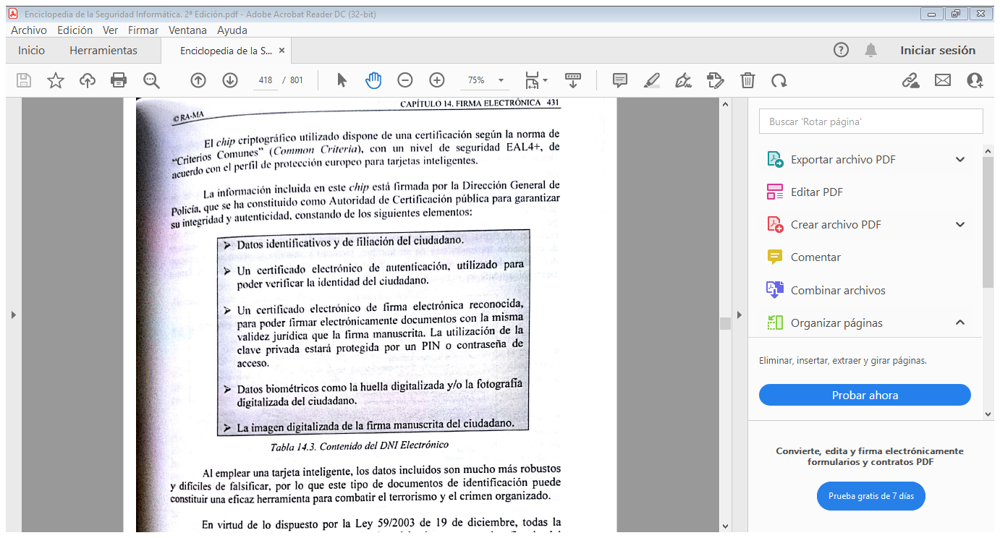 Enciclopedia de la Seguridad Informática. 2ª Edición.pdf - Adobe Acrobat Reader DC (32-bit)
Archivo Edición Ver Firmar Ventana Ayuda
Inicio Herramientas Enciclopedia de la S... × Iniciar sesión
418 / 801 75%
© RA-MA CAPÍTULO 14. FIRMA ELECTRÓNICA 431
El chip criptográfico utilizado dispone de una certificación según la norma de
“Criterios Comunes” (Common Criteria), con un nivel de seguridad EAL4+, de
acuerdo con el perfil de protección europeo para tarjetas inteligentes.
La información incluida en este chip está firmada por la Dirección General de
Policía, que se ha constituido como Autoridad de Certificación pública para garantizar
su integridad y autenticidad, constando de los siguientes elementos:
➢ Datos identificativos y de filiación del ciudadano.
➢ Un certificado electrónico de autenticación, utilizado para
poder verificar la identidad del ciudadano.
➢ Un certificado electrónico de firma electrónica reconocida,
para poder firmar electrónicamente documentos con la misma
validez jurídica que la firma manuscrita. La utilización de la
clave privada estará protegida por un PIN o contraseña de
acceso.
➢ Datos biométricos como la huella digitalizada y/o la fotografía
digitalizada del ciudadano.
➢ La imagen digitalizada de la firma manuscrita del ciudadano.
Tabla 14.3. Contenido del DNI Electrónico
Al emplear una tarjeta inteligente, los datos incluidos son mucho más robustos
y difíciles de falsificar, por lo que este tipo de documentos de identificación puede
constituir una eficaz herramienta para combatir el terrorismo y el crimen organizado.
En virtud de lo dispuesto por la Ley 59/2003 de 19 de diciembre, todas la
Buscar 'Rotar página'
Exportar archivo PDF
Editar PDF
Crear archivo PDF
Comentar
Combinar archivos
Organizar páginas
Eliminar, insertar, extraer y girar páginas.
Probar ahora
Convierte, edita y firma electrónicamente
formularios y contratos PDF
Prueba gratis de 7 días